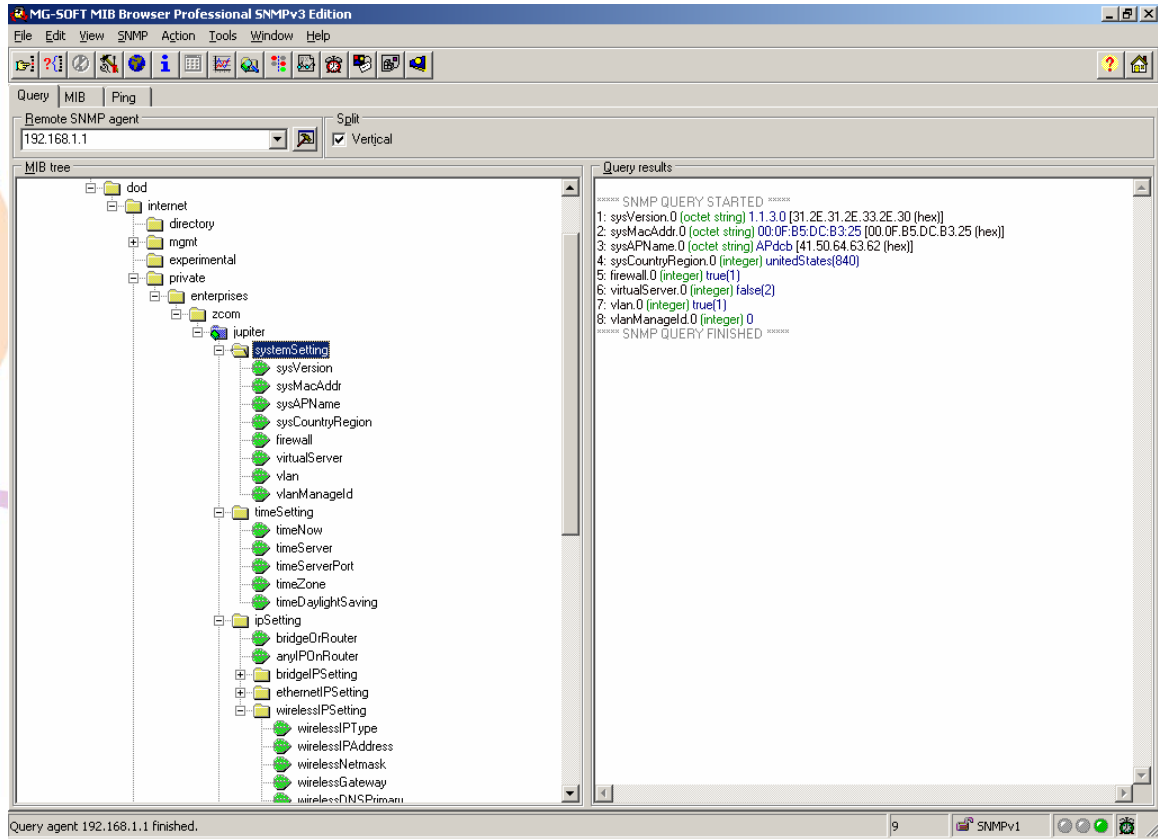 MG-SOFT MIB Browser Professional SNMPv3 Edition
File Edit View SNMP Action Tools Window Help
Query MIB Ping
Remote SNMP agent
Split
192.168.1.1
Vertical
MIB tree
dod
internet
directory
mgmt
experimental
private
enterprises
zcom
jupiter
systemSetting
sysVersion
sysMacAddr
sysAPName
sysCountryRegion
firewall
virtualServer
vlan
vlanManageId
timeSetting
timeNow
timeServer
timeServerPort
timeZone
timeDaylightSaving
ipSetting
bridgeOrRouter
anyIPOnRouter
bridgeIPSetting
ethernetIPSetting
wirelessIPSetting
wirelessIPType
wirelessIPAddress
wirelessNetmask
wirelessGateway
wirelessDNSPrimary
Query results
***** SNMP QUERY STARTED *****
1: sysVersion.0 (octet string) 1.1.3.0 [31.2E.31.2E.33.2E.30 (hex)]
2: sysMacAddr.0 (octet string) 00:0F:B5:DC:B3:25 [00.0F.B5.DC.B3.25 (hex)]
3: sysAPName.0 (octet string) APdcb [41.50.64.63.62 (hex)]
4: sysCountryRegion.0 (integer) unitedStates(840)
5: firewall.0 (integer) true(1)
6: virtualServer.0 (integer) false(2)
7: vlan.0 (integer) true(1)
8: vlanManageId.0 (integer) 0
***** SNMP QUERY FINISHED *****
Query agent 192.168.1.1 finished.
9
SNMPv1